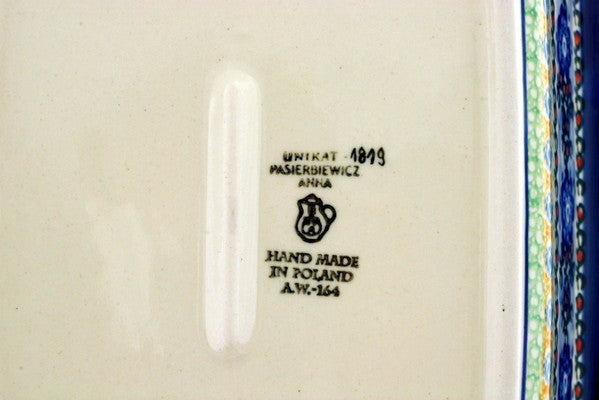 UNIKAT -1819
PASIERBIEWICZ
ANNA
HAND MADE
IN POLAND
A.W.-164